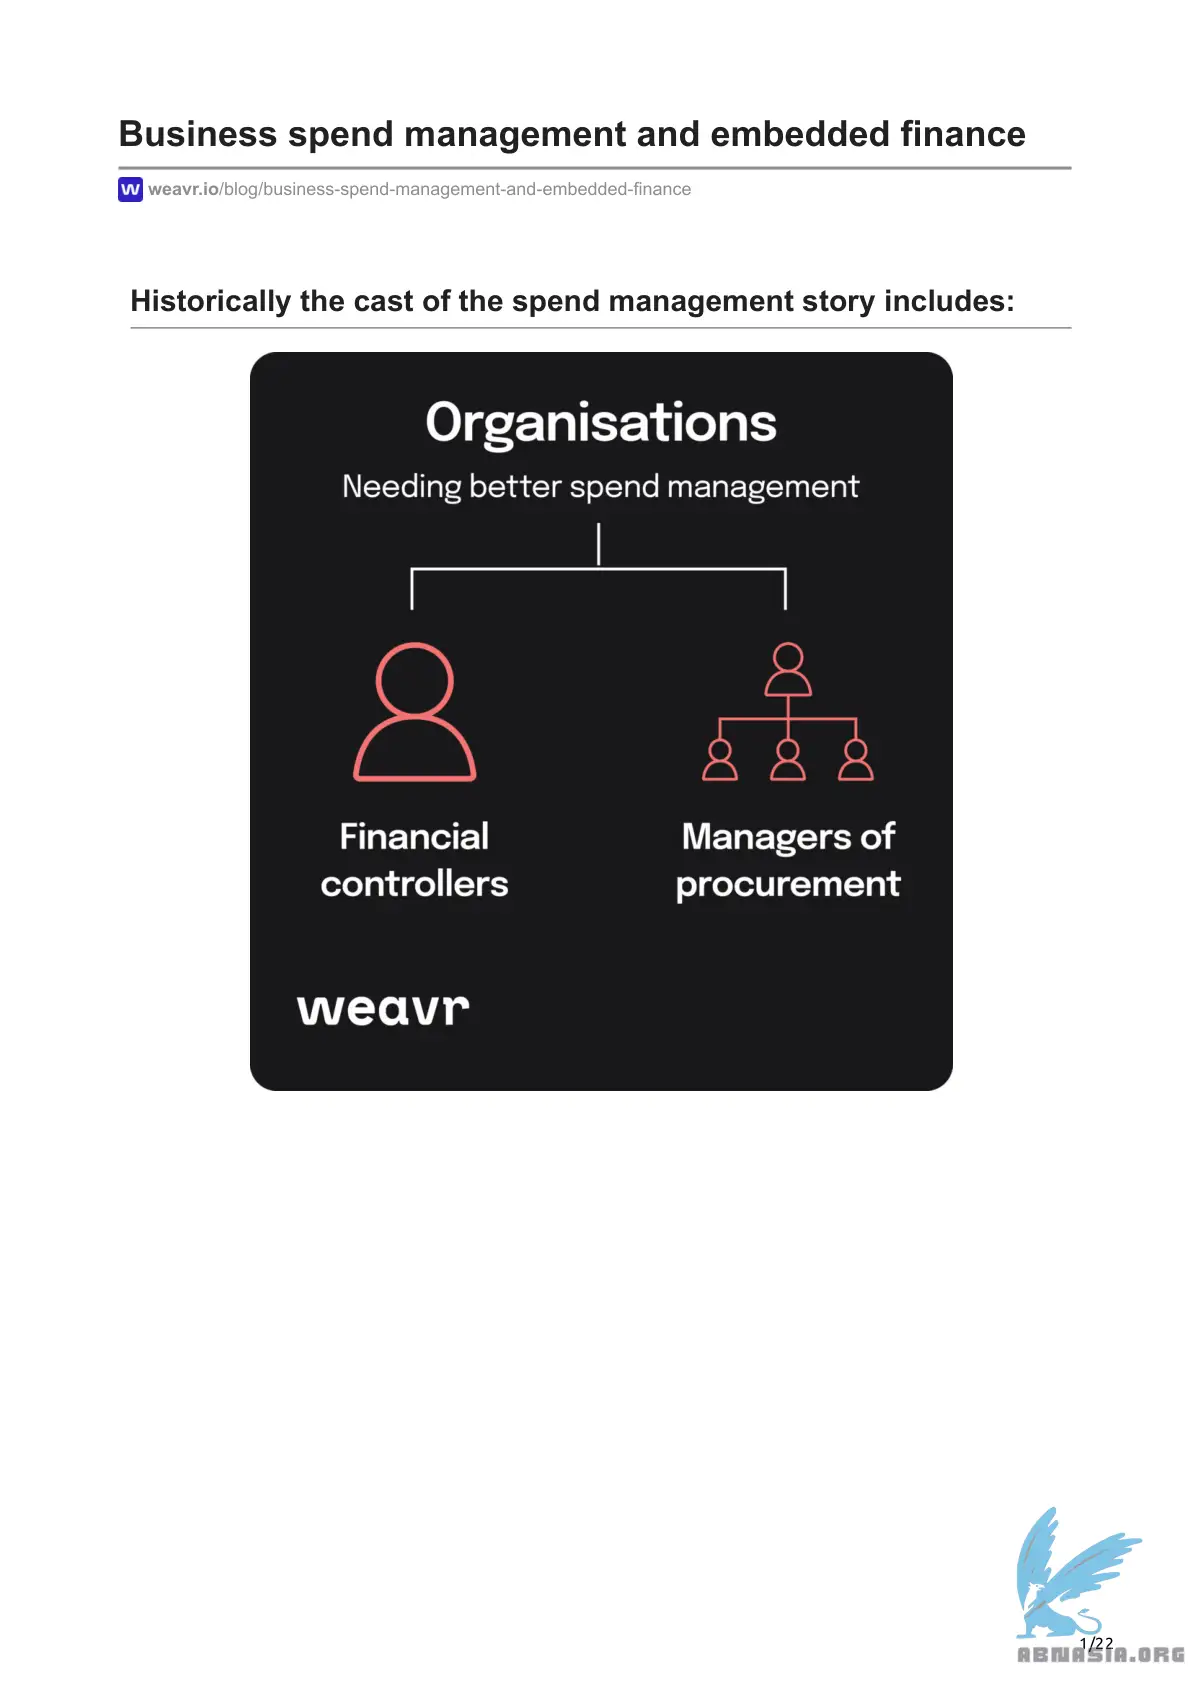 Business spend management and embedded finance
W weavr.io/blog/business-spend-management-and-embedded-finance
Historically the cast of the spend management story includes:
Organisations
Needing better spend management
Financial
controllers
Managers of
procurement
weavr
1/22
ABNASIA.ORG